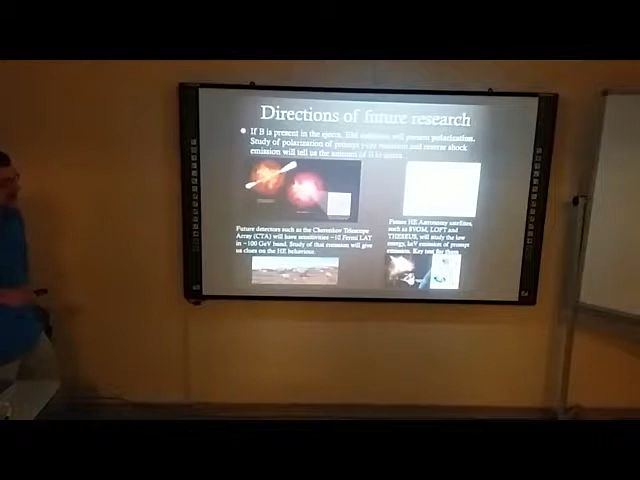 Directions of future research
If B is present in the ejecta, EM emission will present polarization.
Study of polarization of prompt γ-ray emission and reverse shock
emission will tell us the amount of B in ejecta
Future detectors such as the Cherenkov Telescope
Array (CTA) will have sensitivities ~10 Fermi LAT
in ~100 GeV band. Study of that emission will give
us clues on the HE behaviour.
Future HE Astronomy satellites,
such as SVOM, LOFT and
THESEUS, will study the low
energy, keV emission of prompt
emission. Key test for